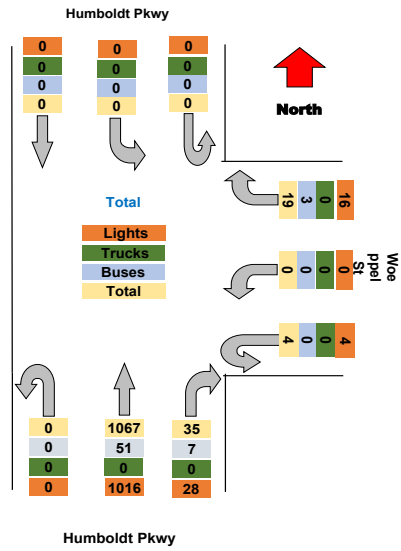 Humboldt Pkwy
0 0 0
0 0 0
0 0 0
0 0 0
North
Total
Lights
Trucks
Buses
Total
19 3 0 16
0 0 0 0
Woe
ppel
St
4 0 0 4
0 1067 35
0 51 7
0 0 0
0 1016 28
Humboldt Pkwy